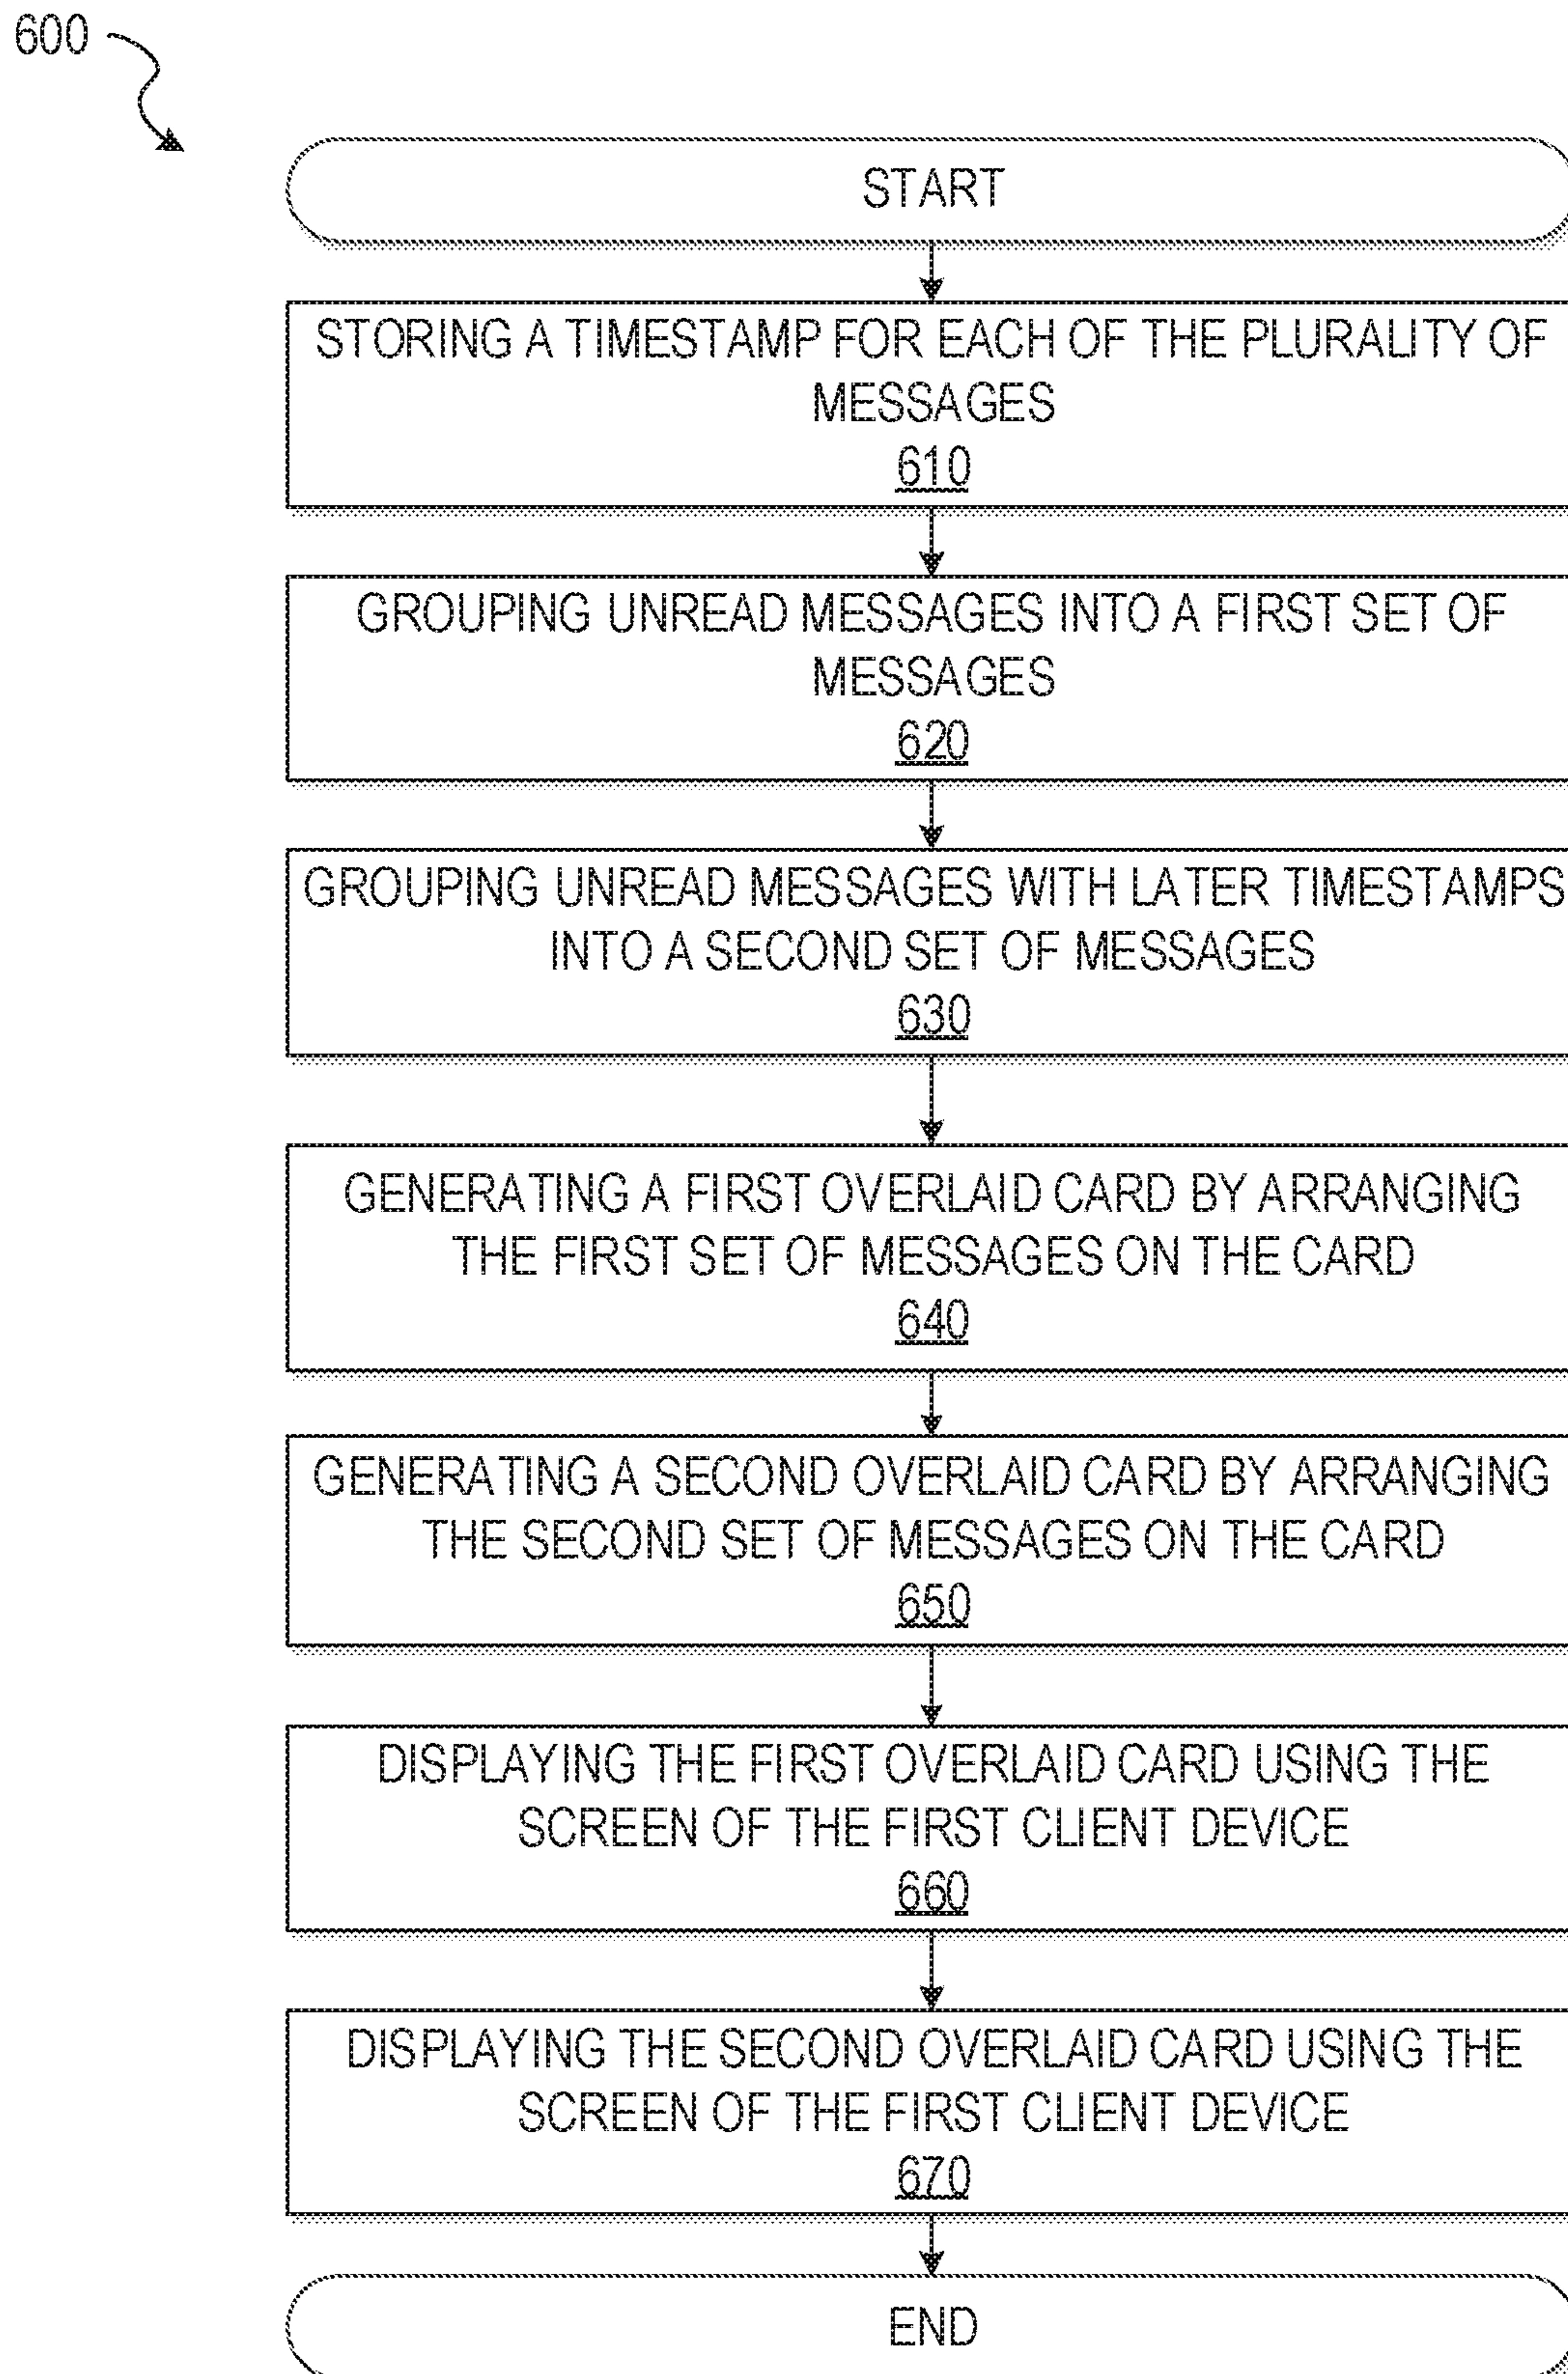 600
START
STORING A TIMESTAMP FOR EACH OF THE PLURALITY OF
MESSAGES
610
GROUPING UNREAD MESSAGES INTO A FIRST SET OF
MESSAGES
620
GROUPING UNREAD MESSAGES WITH LATER TIMESTAMPS
INTO A SECOND SET OF MESSAGES
630
GENERATING A FIRST OVERLAID CARD BY ARRANGING
THE FIRST SET OF MESSAGES ON THE CARD
640
GENERATING A SECOND OVERLAID CARD BY ARRANGING
THE SECOND SET OF MESSAGES ON THE CARD
650
DISPLAYING THE FIRST OVERLAID CARD USING THE
SCREEN OF THE FIRST CLIENT DEVICE
660
DISPLAYING THE SECOND OVERLAID CARD USING THE
SCREEN OF THE FIRST CLIENT DEVICE
670
END